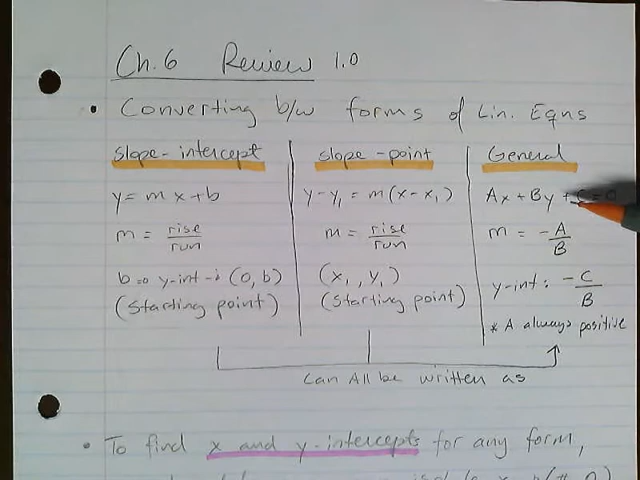 Ch.6 Review 1.0
• Converting b/w forms of Lin. Eqns
slope-intercept
y = mx + b
m = rise/run
b => y-int → (0, b)
(starting point)
slope-point
y - y₁ = m(x - x₁)
m = rise/run
(x₁, y₁)
(starting point)
General
Ax + By + C = 0
m = -A/B
y-int: -C/B
* A always positive
can All be written as
• To find x and y-intercepts for any form,